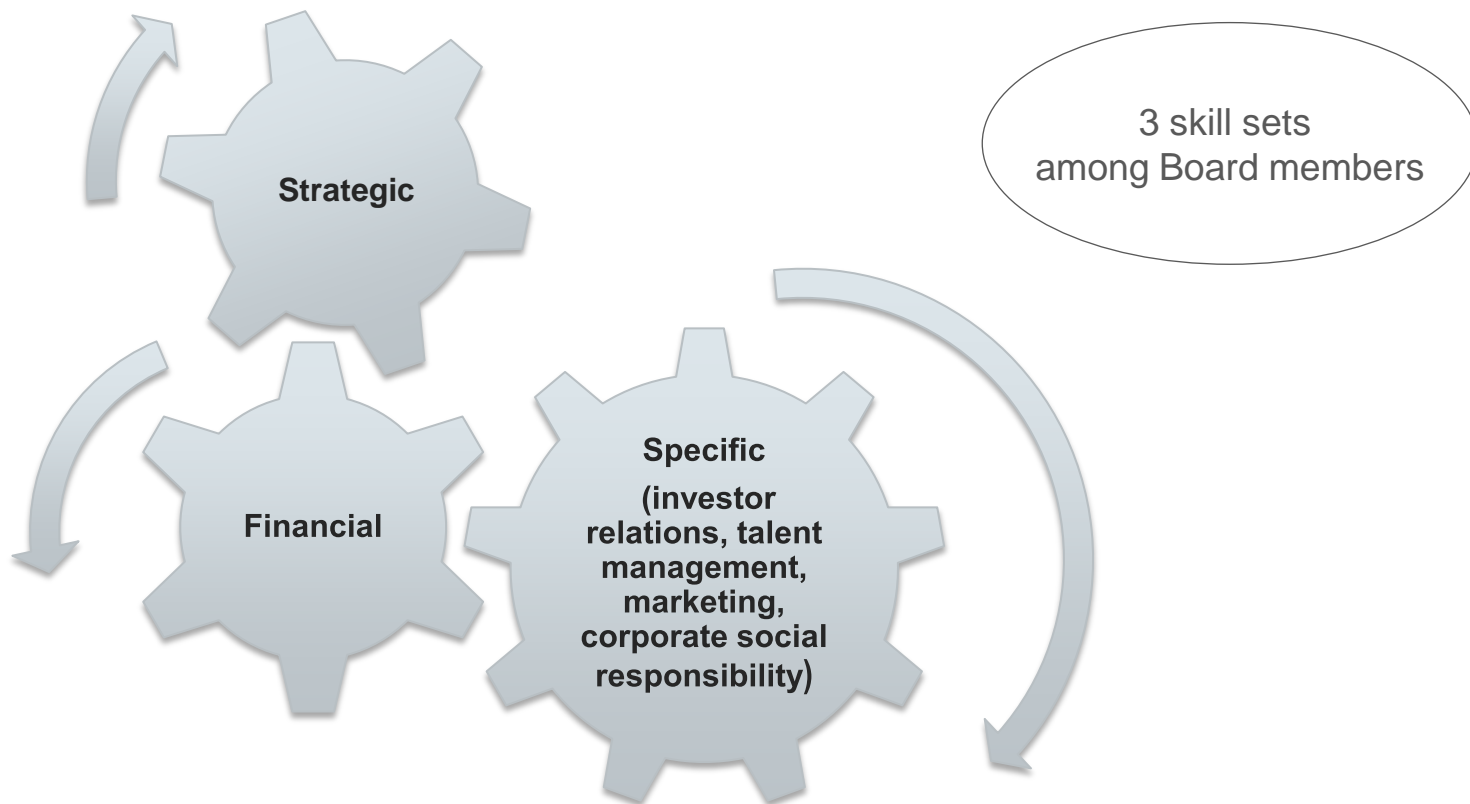 3 skill sets
among Board members
Strategic
Financial
Specific
(investor
relations, talent
management,
marketing,
corporate social
responsibility)